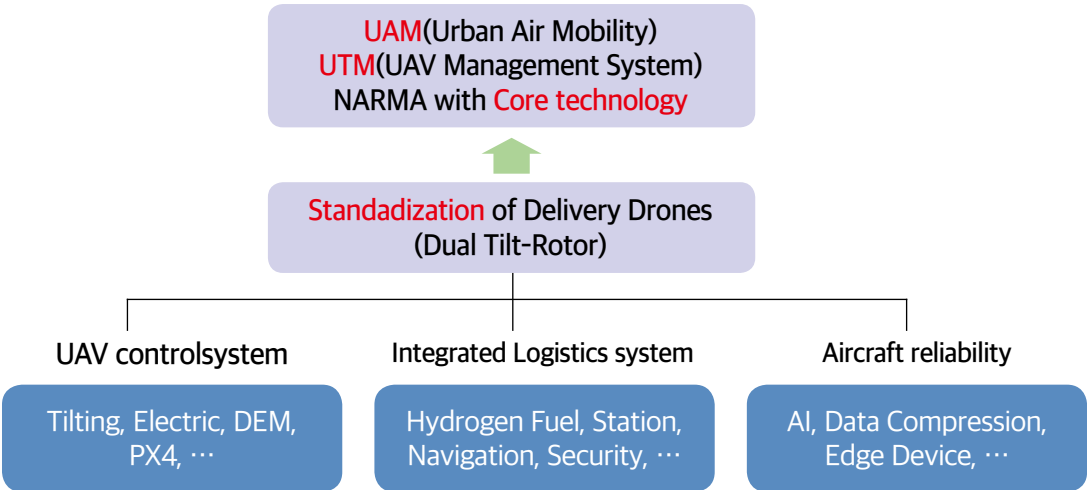 UAM(Urban Air Mobility)
UTM(UAV Management System)
NARMA with Core technology
Standadization of Delivery Drones
(Dual Tilt-Rotor)
UAV controlsystem
Integrated Logistics system
Aircraft reliability
Tilting, Electric, DEM,
PX4, ⋯
Hydrogen Fuel, Station,
Navigation, Security, ⋯
AI, Data Compression,
Edge Device, ⋯